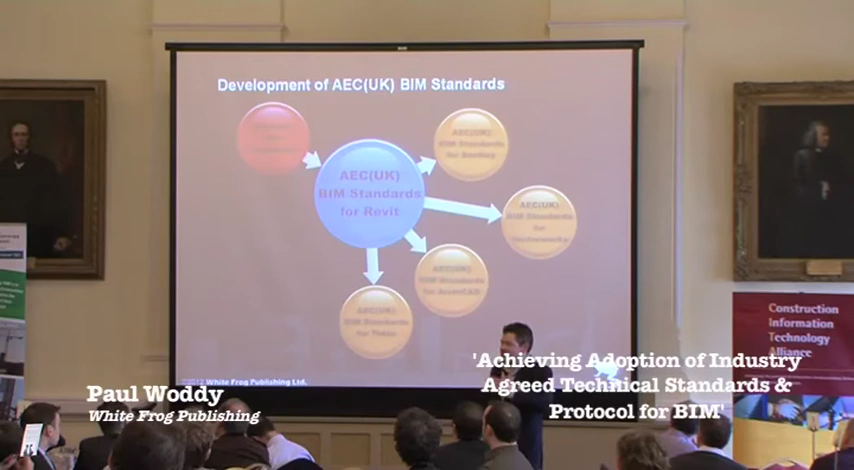 Development of AEC(UK) BIM Standards
AEC(UK)
BIM Standards
for Revit
AEC(UK)
BIM Standards
for Bentley
AEC(UK)
BIM Standards
for
Vectorworks
AEC(UK)
BIM Standards
for ArchiCAD
AEC(UK)
BIM Standards
for Tekla
©2012 White Frog Publishing Ltd.
Construction
Information
Technology
Alliance
'Achieving Adoption of Industry
Agreed Technical Standards &
Protocol for BIM'
Paul Woddy
White Frog Publishing